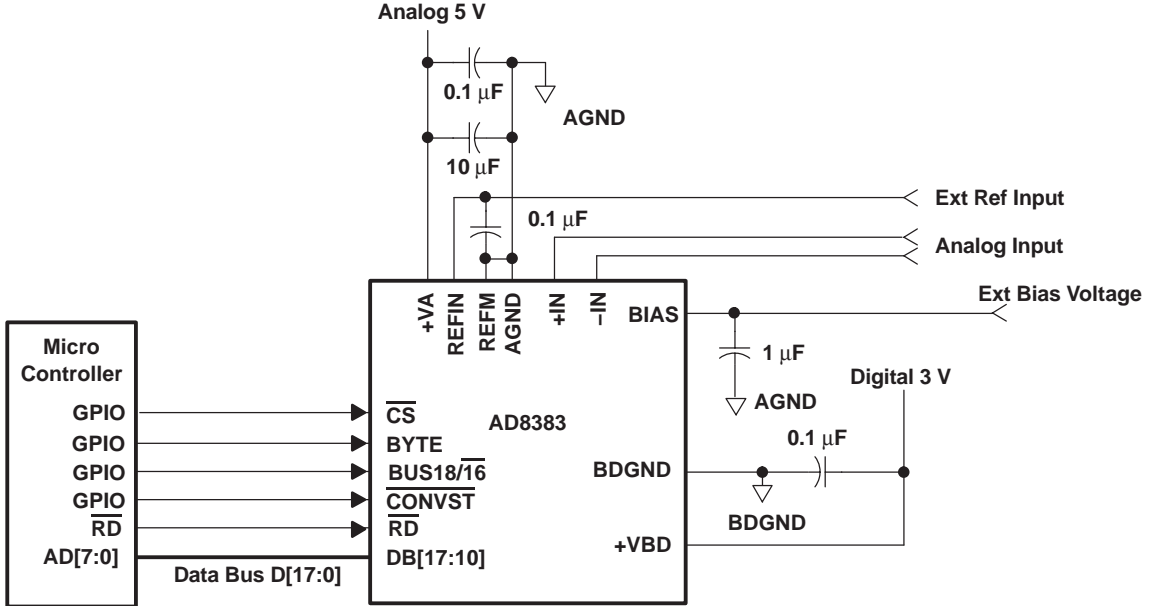 Analog 5 V
0.1 μF
AGND
10 μF
Ext Ref Input
0.1 μF
Analog Input
+VA
REFIN
REFM
AGND
+IN
−IN
BIAS
Ext Bias Voltage
1 μF
AGND
Digital 3 V
Micro
Controller
GPIO
GPIO
GPIO
GPIO
RD
AD[7:0]
Data Bus D[17:0]
CS
BYTE
BUS18/16
CONVST
RD
DB[17:10]
AD8383
0.1 μF
BDGND
BDGND
+VBD